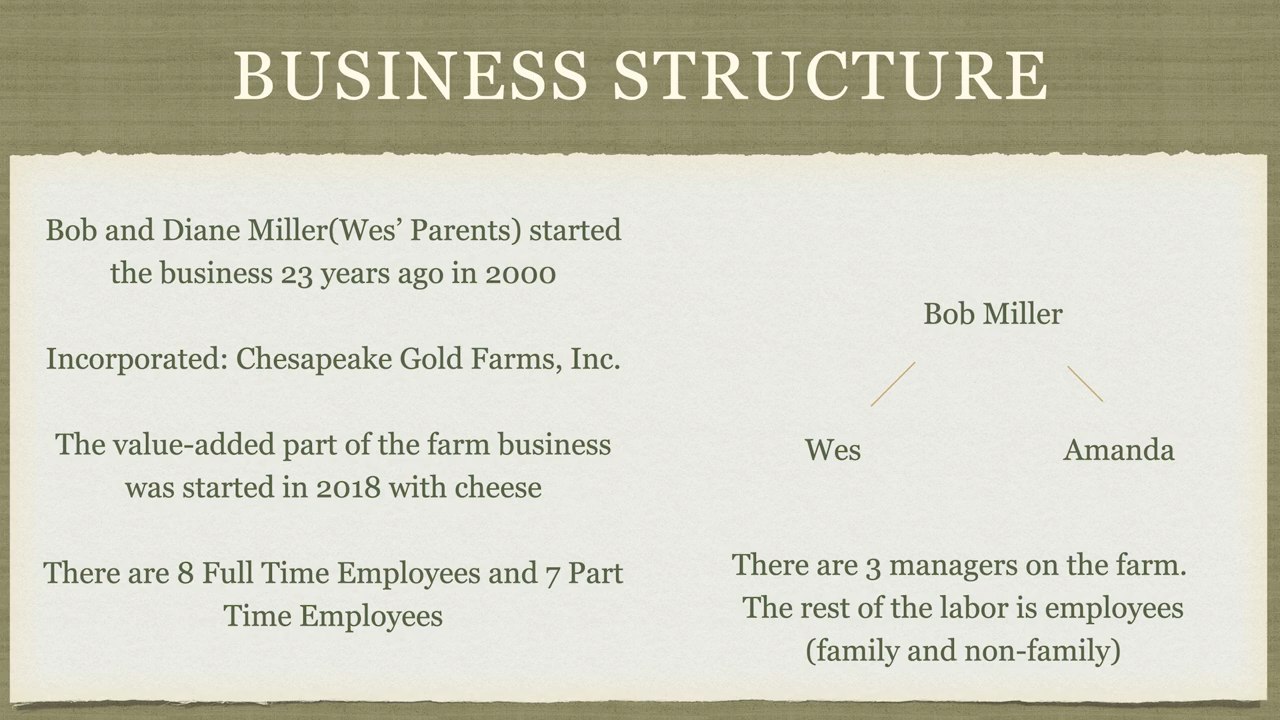 BUSINESS STRUCTURE
Bob and Diane Miller(Wes’ Parents) started
the business 23 years ago in 2000
Incorporated: Chesapeake Gold Farms, Inc.
The value-added part of the farm business
was started in 2018 with cheese
There are 8 Full Time Employees and 7 Part
Time Employees
Bob Miller
Wes
Amanda
There are 3 managers on the farm.
The rest of the labor is employees
(family and non-family)